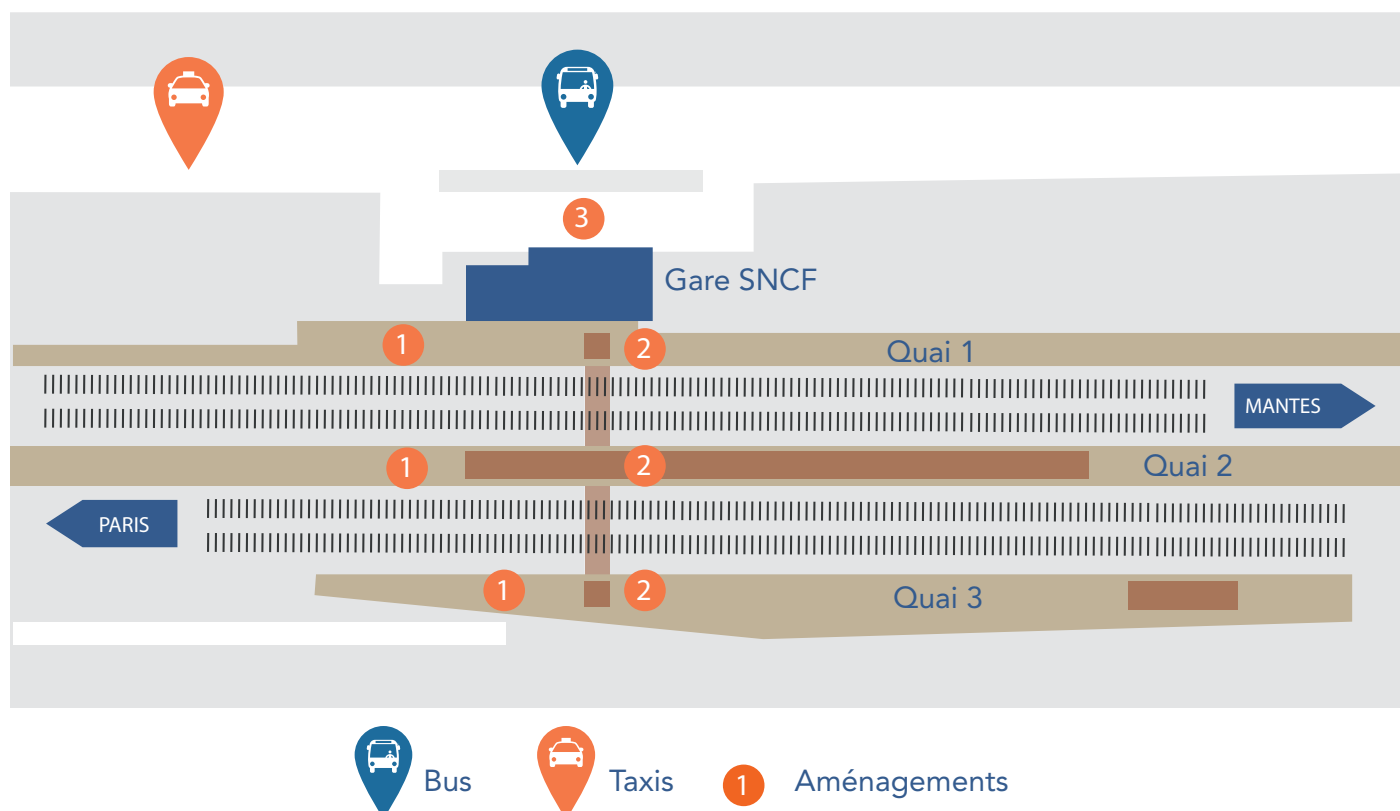 3
Gare SNCF
1
2
Quai 1
MANTES
1
2
Quai 2
PARIS
1
2
Quai 3
Bus
Taxis
1
Aménagements